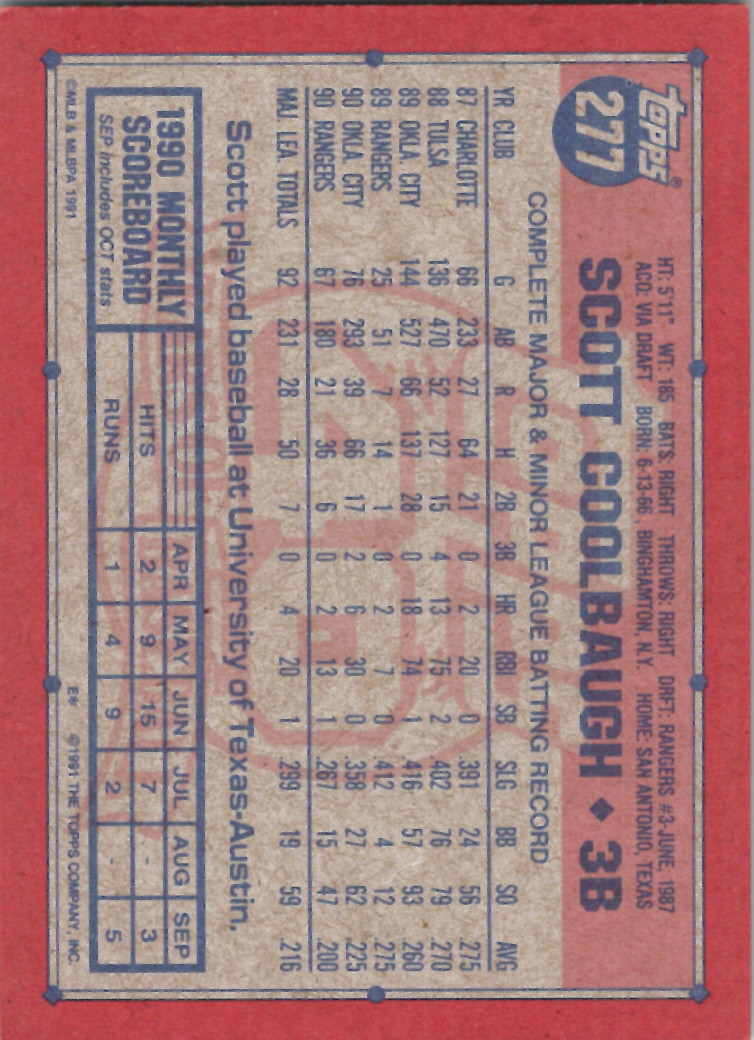 TOPPS®
277
HT: 5'11" WT: 185 BATS: RIGHT THROWS: RIGHT DRFT: RANGERS #3-JUNE, 1987
ACQ: VIA DRAFT BORN: 6-13-66, BINGHAMTON, N.Y. HOME: SAN ANTONIO, TEXAS
SCOTT COOLBAUGH ♦ 3B
COMPLETE MAJOR & MINOR LEAGUE BATTING RECORD
YR CLUB G AB R H 2B 3B HR RBI SB SLG BB SO AVG
87 CHARLOTTE 66 233 27 64 21 0 2 20 0 .391 24 56 .275
88 TULSA 136 470 52 127 15 4 13 75 2 .402 76 79 .270
89 OKLA. CITY 144 527 66 137 28 0 18 74 1 .416 57 93 .260
89 RANGERS 25 51 7 14 1 0 2 7 0 .412 4 12 .275
90 OKLA. CITY 76 293 39 66 17 2 6 30 0 .358 27 62 .225
90 RANGERS 67 180 21 36 6 0 2 13 1 .267 15 47 .200
MAJ. LEA. TOTALS 92 231 28 50 7 0 4 20 1 .299 19 59 .216
Scott played baseball at University of Texas-Austin.
1990 MONTHLY
SCOREBOARD
SEP includes OCT stats
APR MAY JUN JUL AUG SEP
HITS 2 9 15 7 - 3
RUNS 1 4 9 2 - 5
©MLB & MLBPA 1991 E* ©1991 THE TOPPS COMPANY, INC.